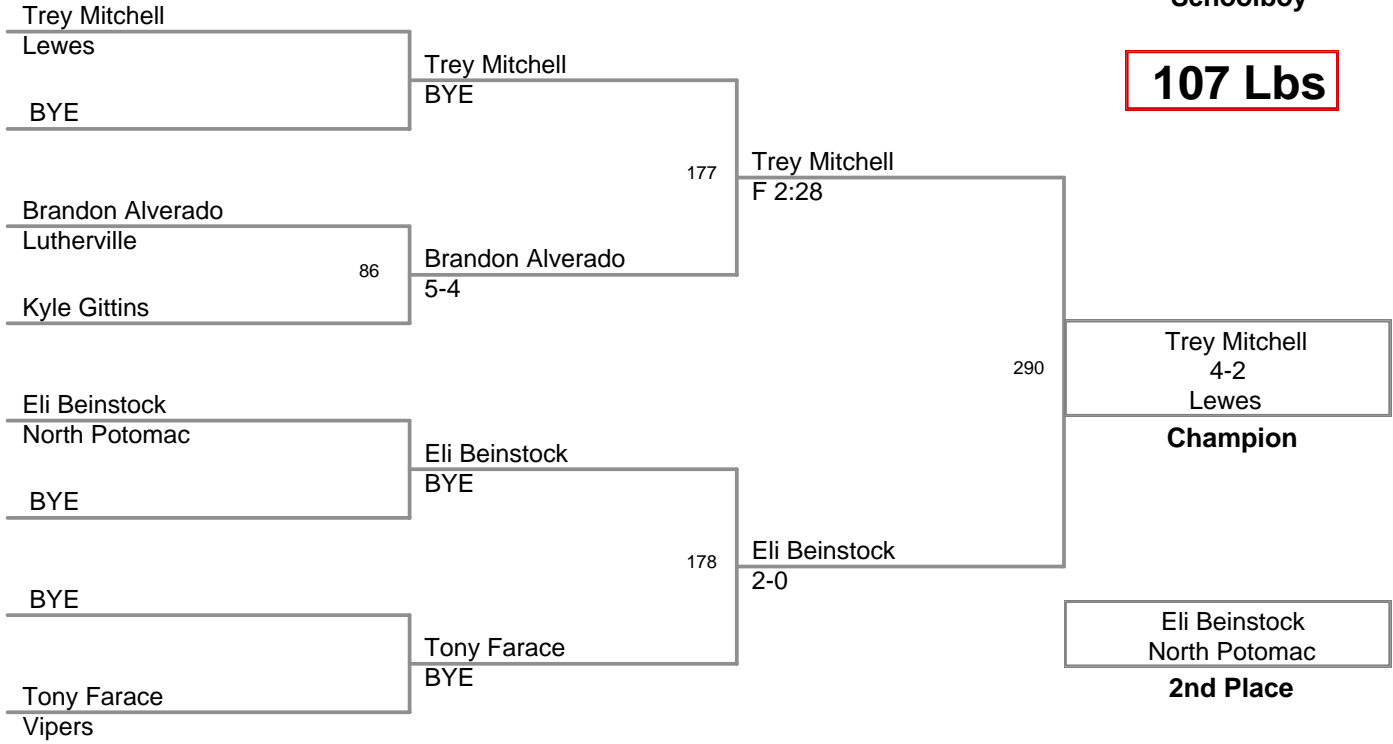 Schoolboy
107 Lbs
Trey Mitchell
Lewes
BYE
Brandon Alverado
Lutherville
86
Kyle Gittins
Eli Beinstock
North Potomac
BYE
BYE
Tony Farace
Vipers
Trey Mitchell
BYE
177
Brandon Alverado
5-4
Eli Beinstock
BYE
178
Tony Farace
BYE
Trey Mitchell
F 2:28
290
Eli Beinstock
2-0
Trey Mitchell
4-2
Lewes
Champion
Eli Beinstock
North Potomac
2nd Place